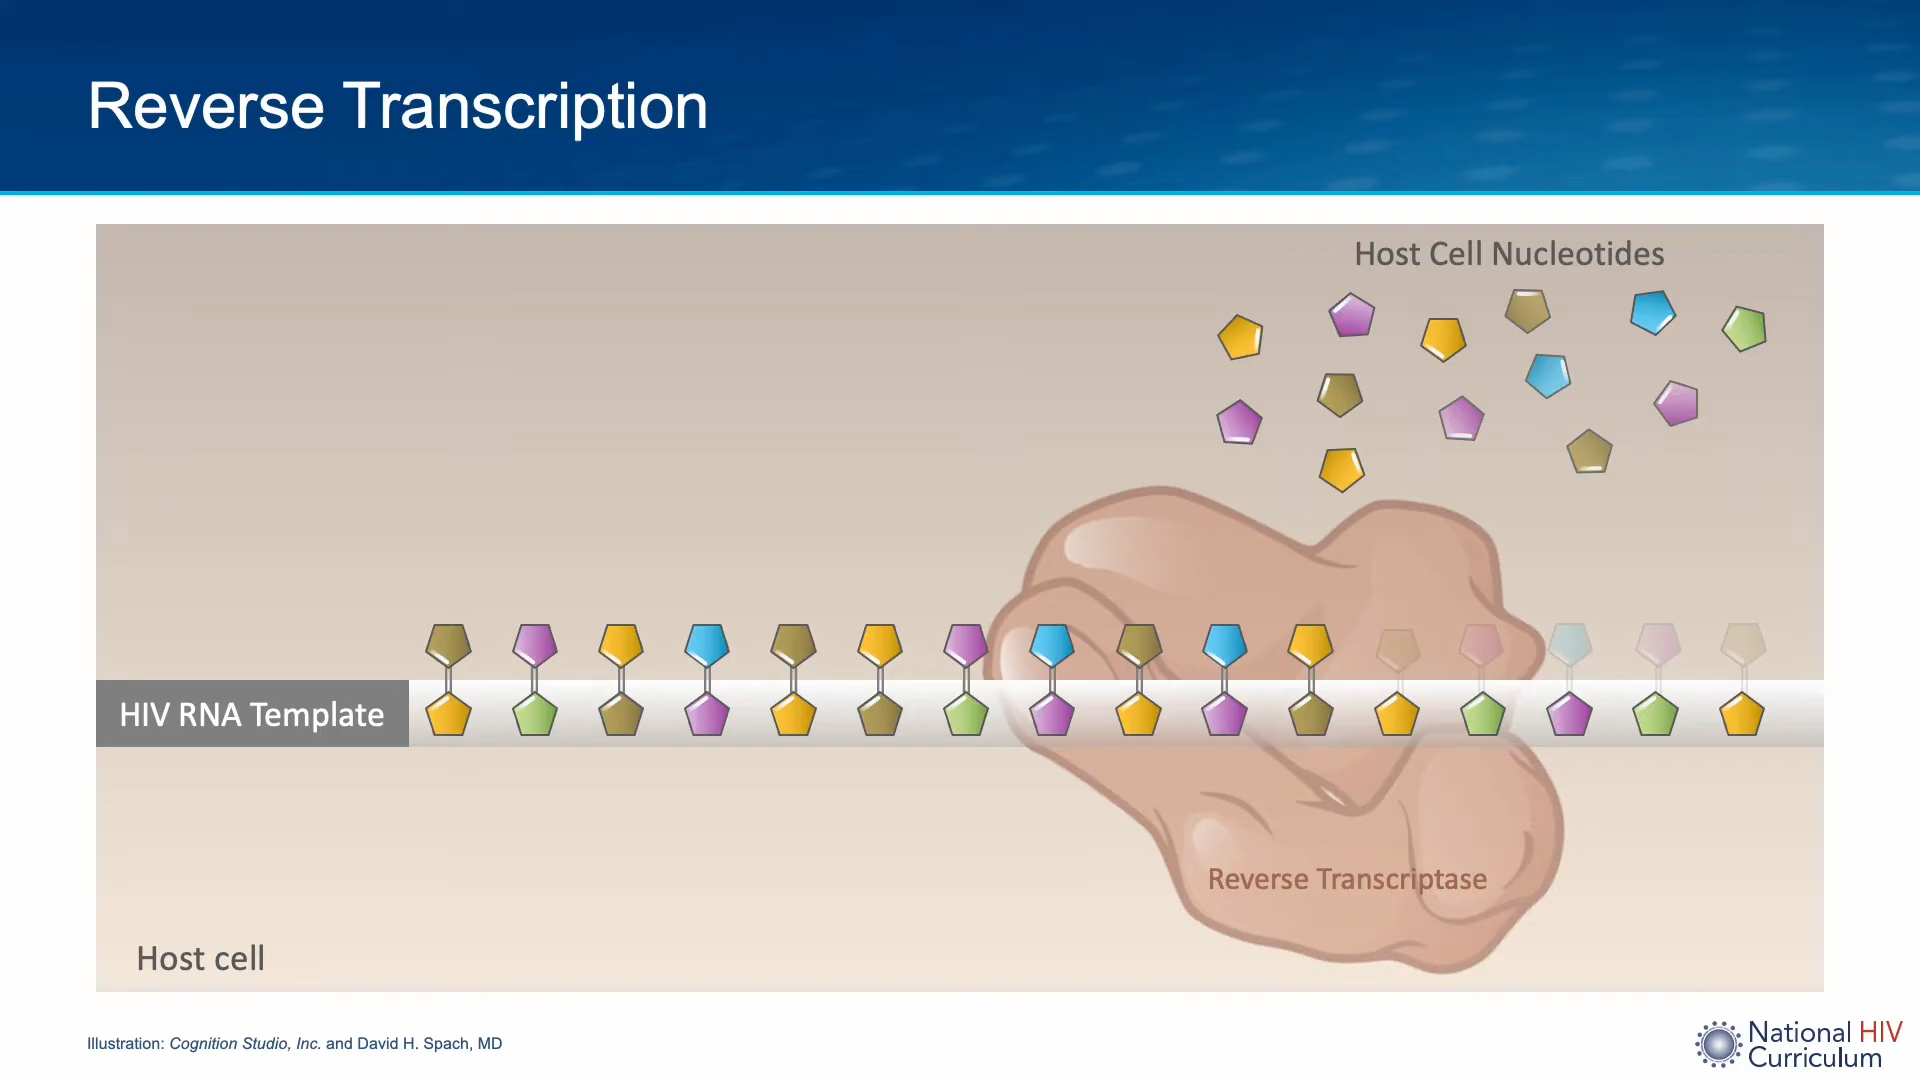 Reverse Transcription
Host Cell Nucleotides
HIV RNA Template
Reverse Transcriptase
Host cell
Illustration: Cognition Studio, Inc. and David H. Spach, MD
National HIV
Curriculum